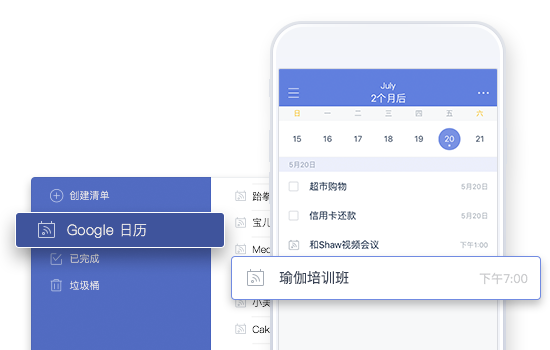 July
2个月后
日 一 二 三 四 五 六
15 16 17 18 19 20 21
5月20日
超市购物 5月20日
信用卡还款 5月20日
和Shaw视频会议 下午1:00
瑜伽培训班 下午7:00
创建清单
Google 日历
已完成
垃圾桶
跆拳
宝儿
Med
小美
Cak